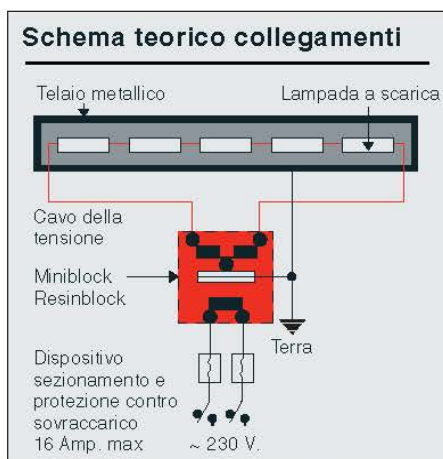 Schema teorico collegamenti
Telaio metallico
Lampada a scarica
Cavo della
tensione
Miniblock
Resinblock
Terra
Dispositivo
sezionamento e
protezione contro
sovraccarico
16 Amp. max
~ 230 V.